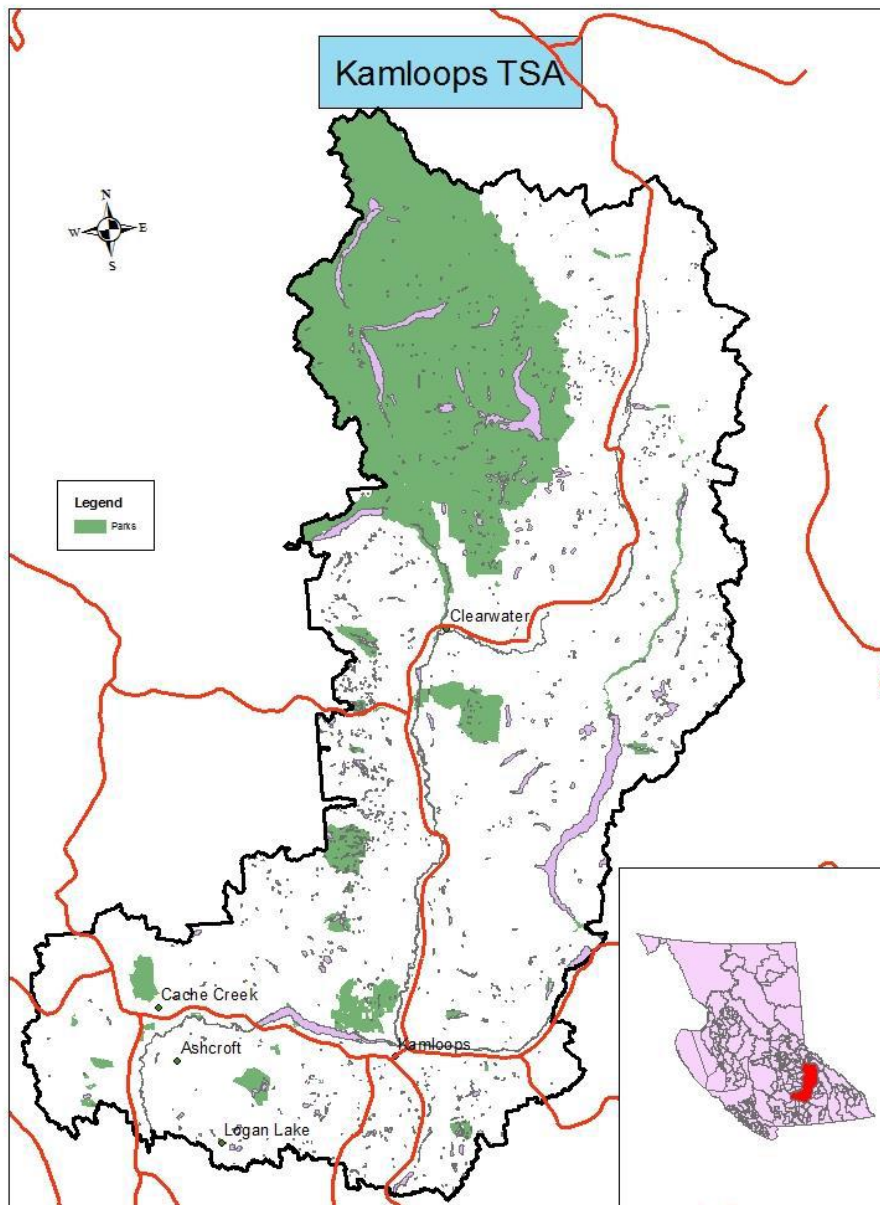 Kamloops TSA
N
W
E
S
Legend
Parks
Clearwater
Cache Creek
Ashcroft
Kamloops
Logan Lake